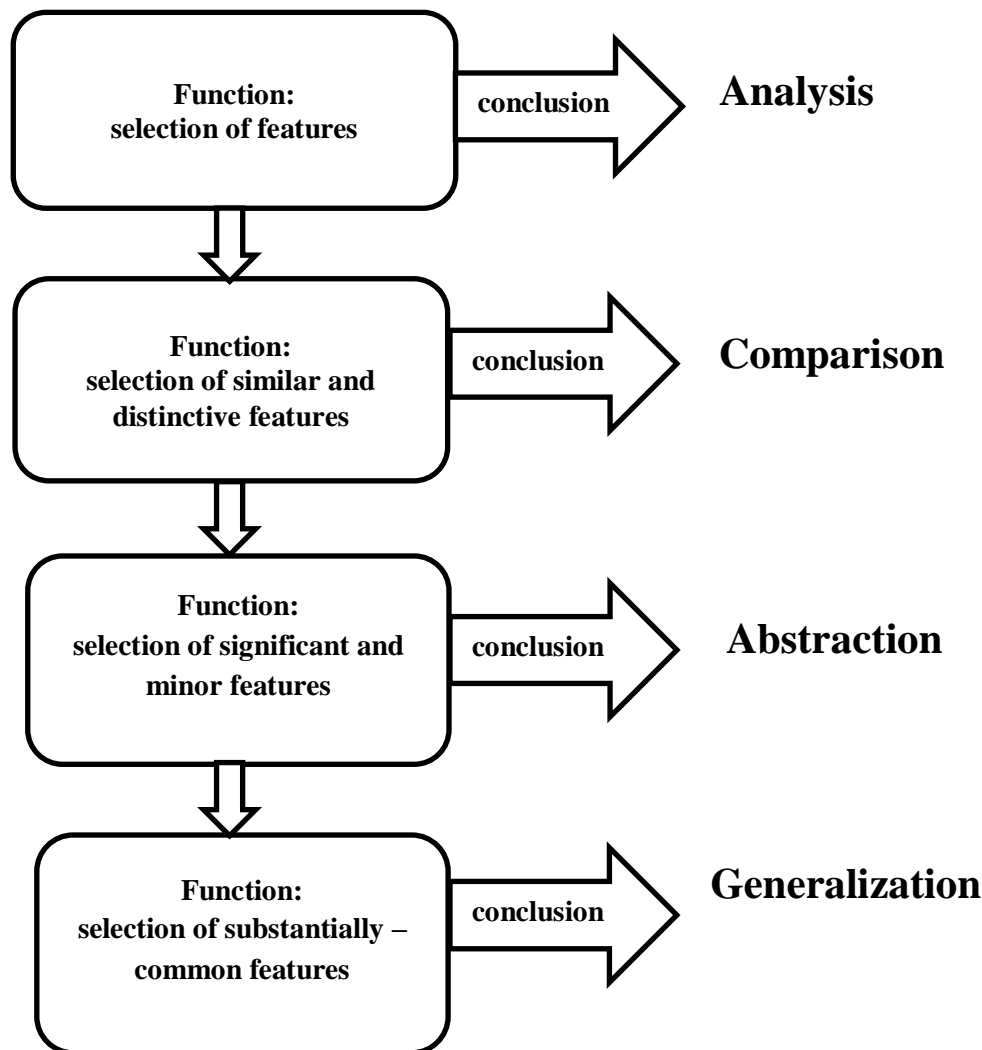 Function:
selection of features
conclusion
Analysis
Function:
selection of similar and
distinctive features
conclusion
Comparison
Function:
selection of significant and
minor features
conclusion
Abstraction
Function:
selection of substantially –
common features
conclusion
Generalization